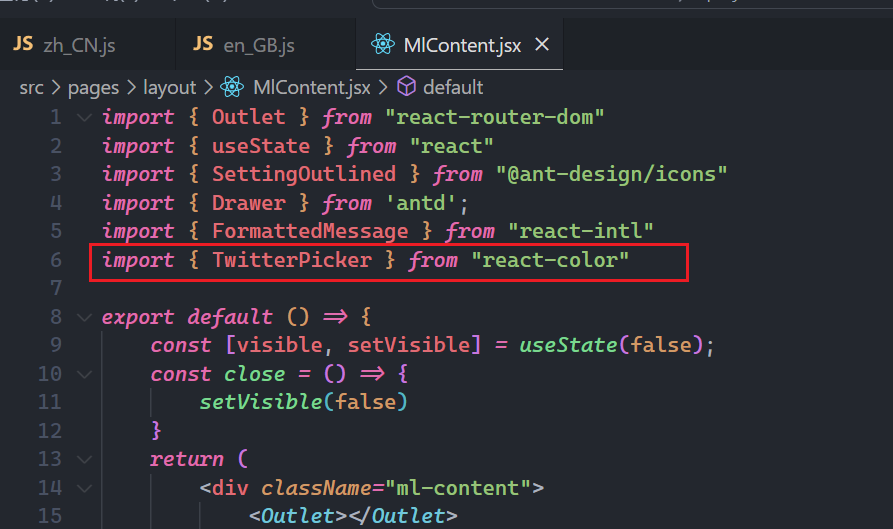 JS zh_CN.js JS en_GB.js MlContent.jsx ×
src > pages > layout > MlContent.jsx > default
1 import { Outlet } from "react-router-dom"
2 import { useState } from "react"
3 import { SettingOutlined } from "@ant-design/icons"
4 import { Drawer } from 'antd';
5 import { FormattedMessage } from "react-intl"
6 import { TwitterPicker } from "react-color"
7
8 export default () => {
9 const [visible, setVisible] = useState(false);
10 const close = () => {
11 setVisible(false)
12 }
13 return (
14 <div className="ml-content">
15 <Outlet></Outlet>